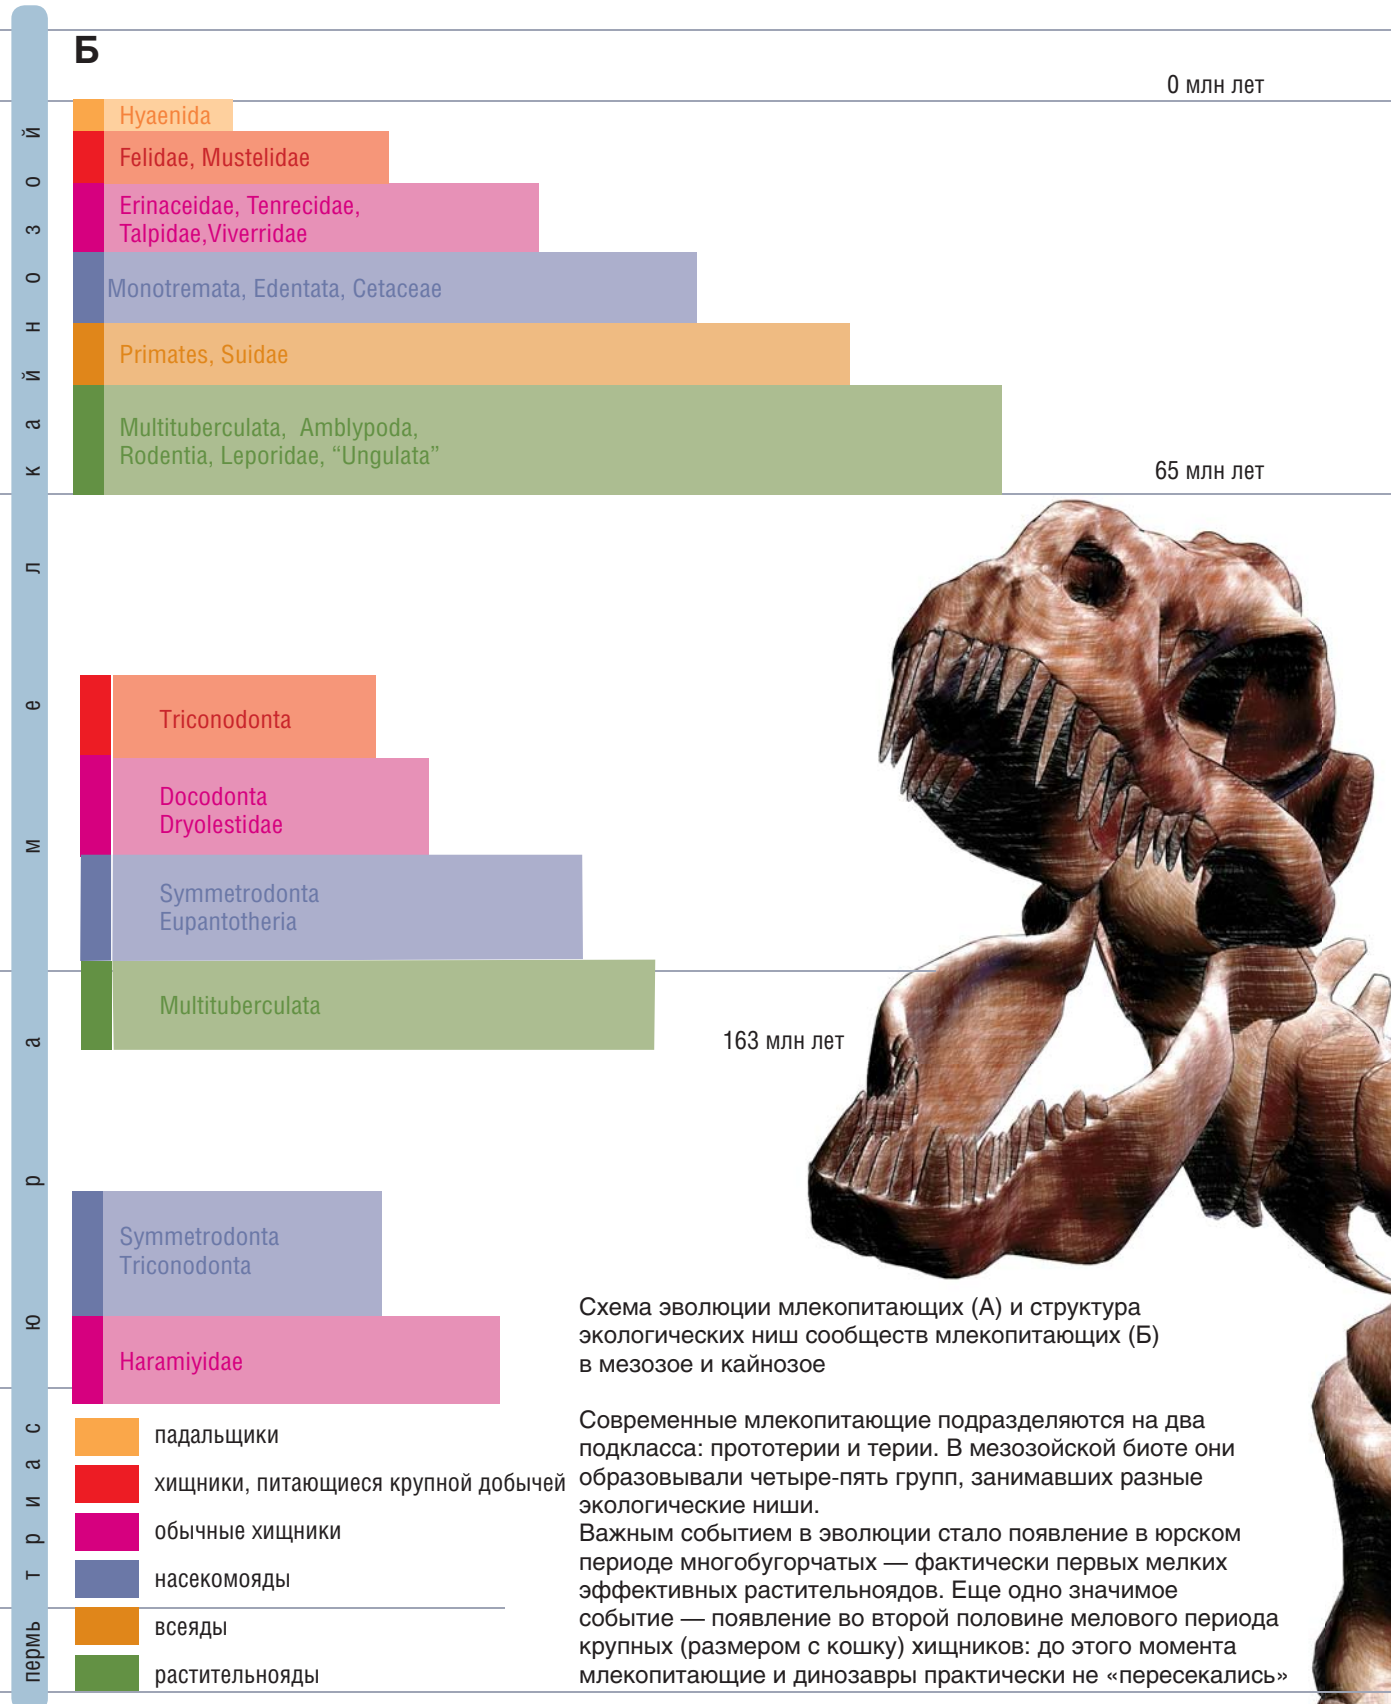 Б
0 млн лет
Hyaenida
Felidae, Mustelidae
Erinaceidae, Tenrecidae,
Talpidae,Viverridae
Monotremata, Edentata, Cetaceae
Primates, Suidae
Multituberculata, Amblypoda,
Rodentia, Leporidae, “Ungulata”
65 млн лет
Triconodonta
Docodonta
Dryolestidae
Symmetrodonta
Eupantotheria
Multituberculata
163 млн лет
Symmetrodonta
Triconodonta
Haramiyidae
падальщики
хищники, питающиеся крупной добычей
обычные хищники
насекомояды
всеяды
растительнояды
кайнозой
мел
юра
триас
пермь
Схема эволюции млекопитающих (А) и структура
экологических ниш сообществ млекопитающих (Б)
в мезозое и кайнозое
Современные млекопитающие подразделяются на два
подкласса: прототерии и терии. В мезозойской биоте они
образовывали четыре-пять групп, занимавших разные
экологические ниши.
Важным событием в эволюции стало появление в юрском
периоде многобугорчатых — фактически первых мелких
эффективных растительноядов. Еще одно значимое
событие — появление во второй половине мелового периода
крупных (размером с кошку) хищников: до этого момента
млекопитающие и динозавры практически не «пересекались»